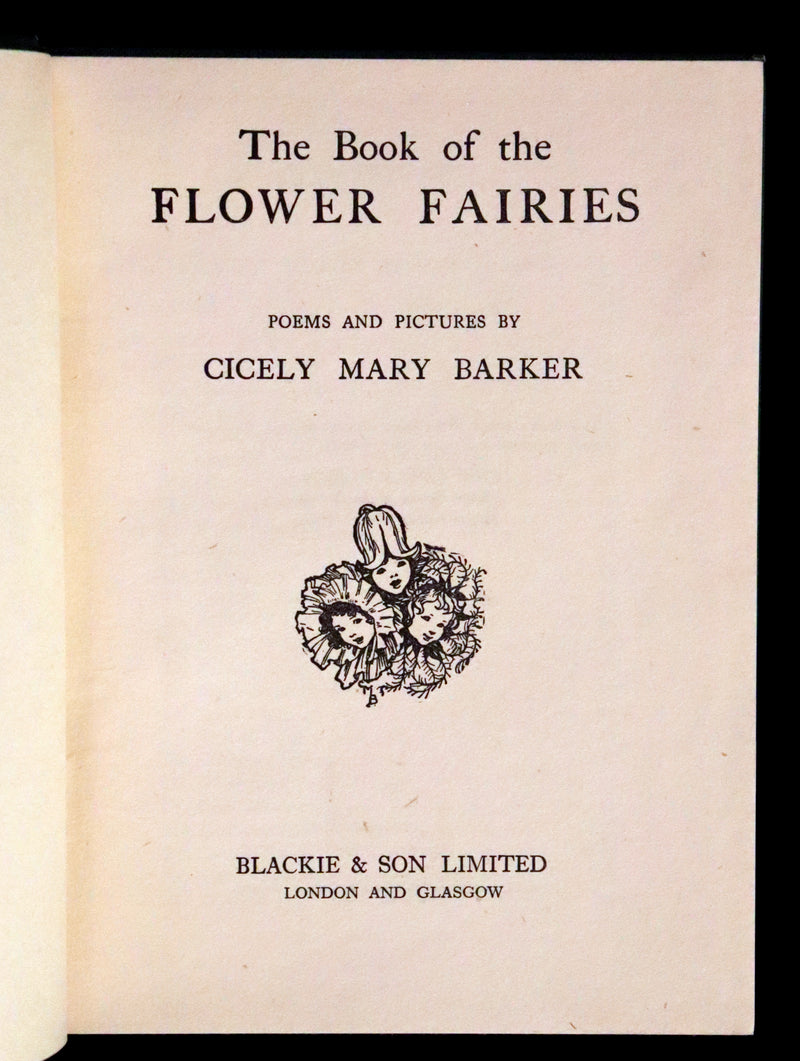 The Book of the
FLOWER FAIRIES
POEMS AND PICTURES BY
CICELY MARY BARKER
BLACKIE & SON LIMITED
LONDON AND GLASGOW